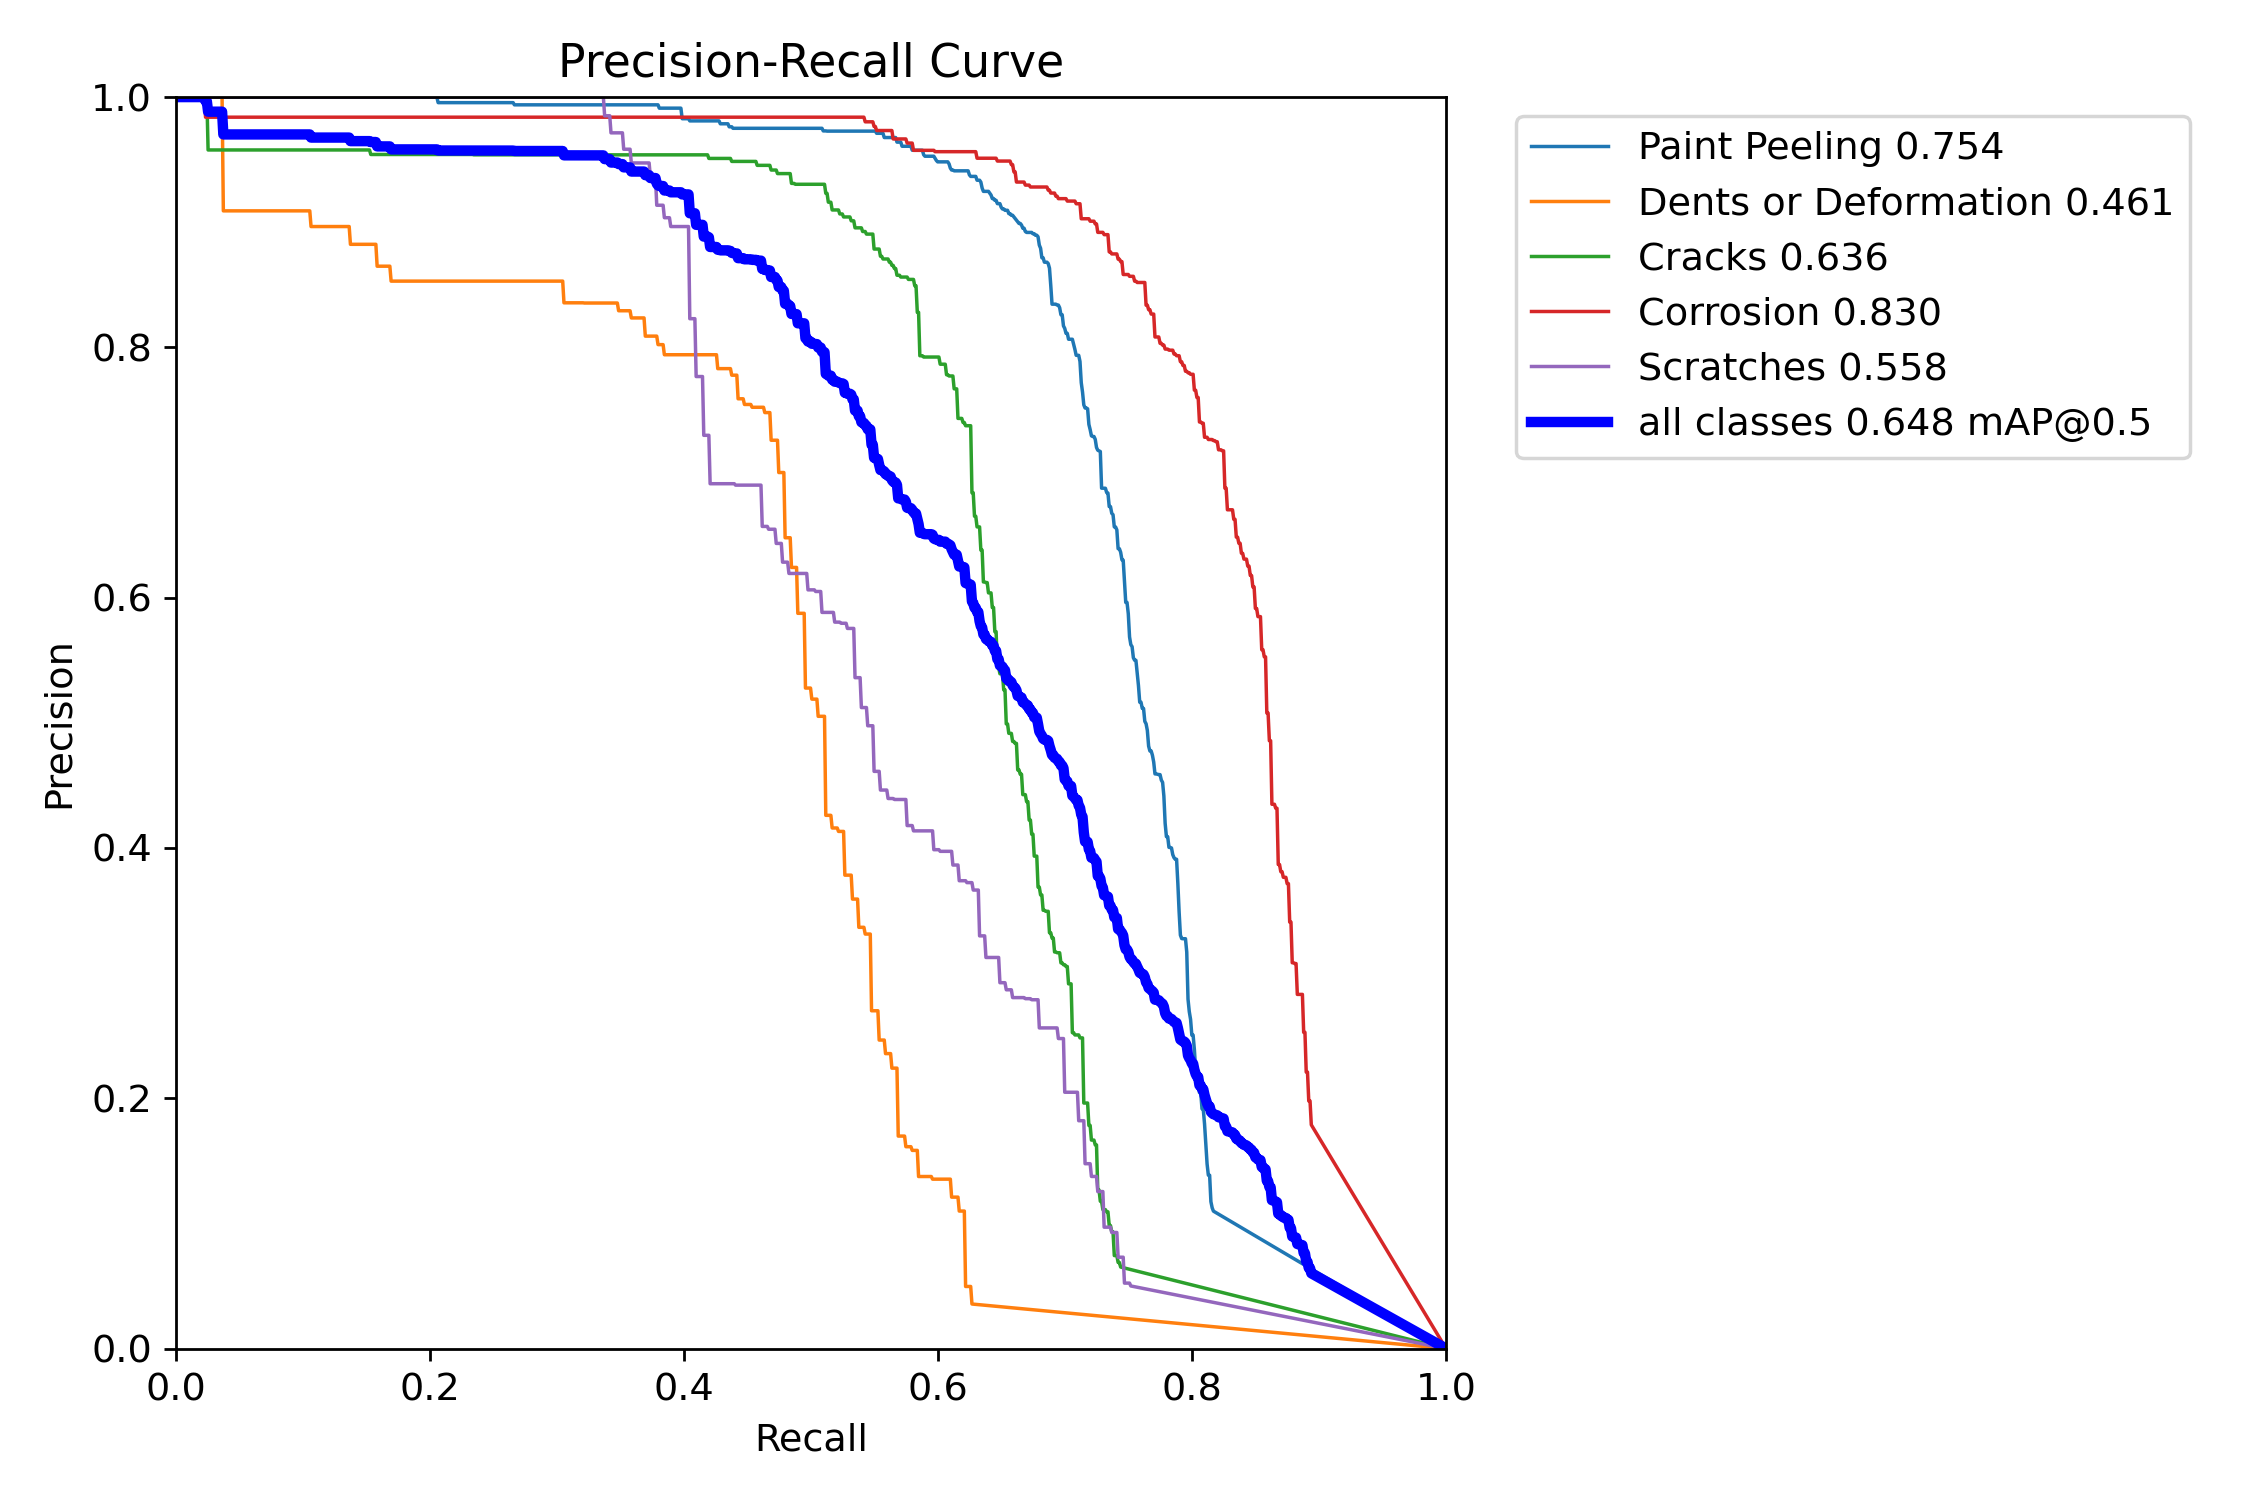 Precision-Recall Curve
1.0
0.8
0.6
0.4
0.2
0.0
Precision
0.0 0.2 0.4 0.6 0.8 1.0
Recall
Paint Peeling 0.754
Dents or Deformation 0.461
Cracks 0.636
Corrosion 0.830
Scratches 0.558
all classes 0.648 mAP@0.5